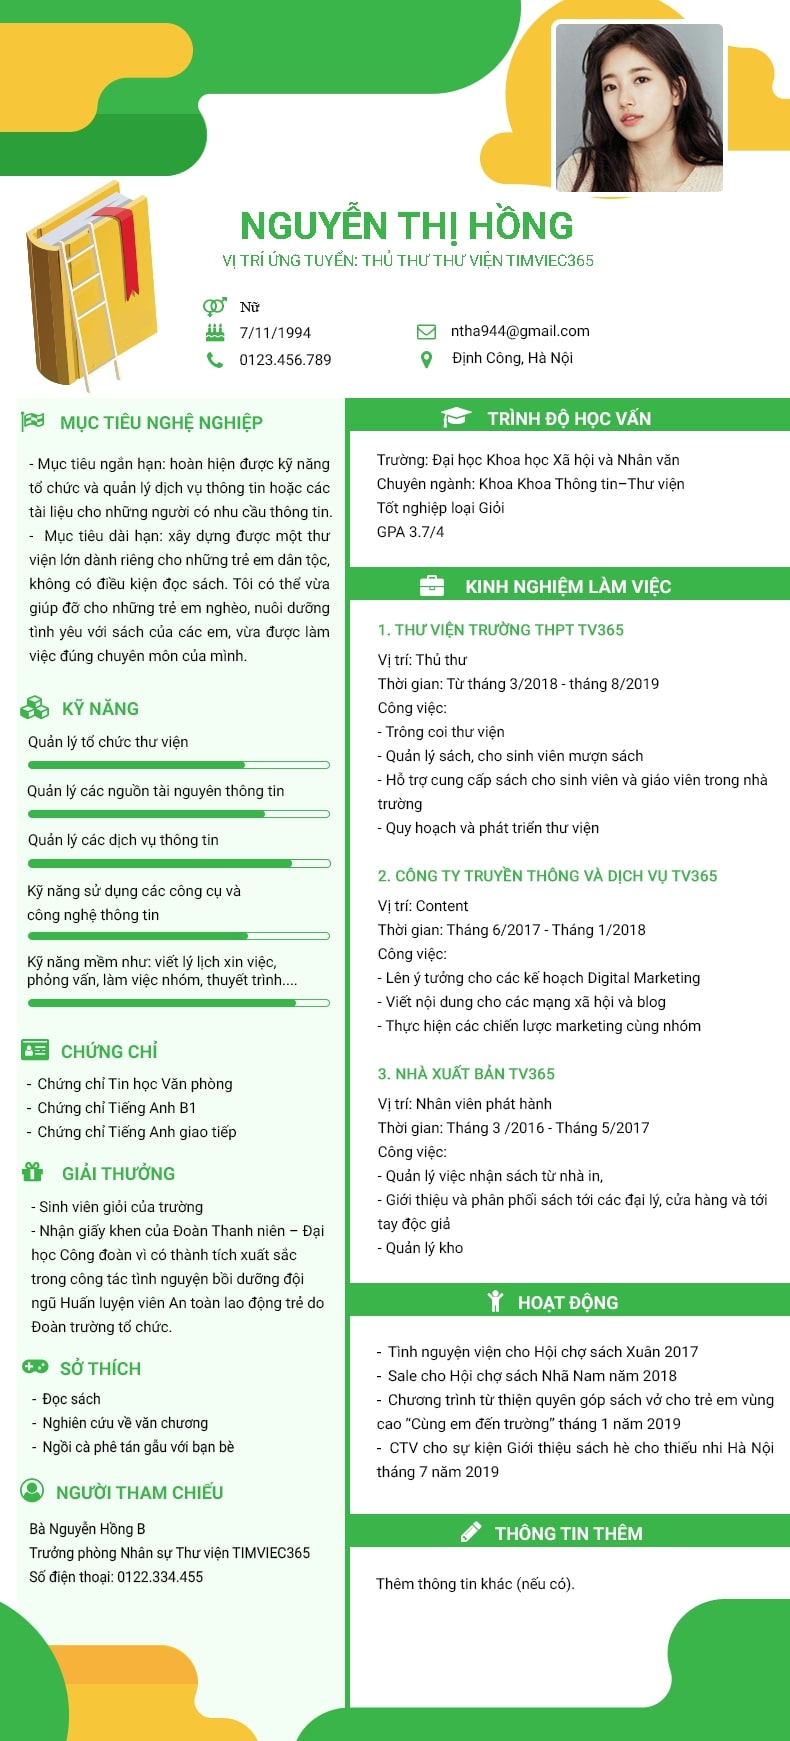 NGUYỄN THỊ HỒNG
VỊ TRÍ ỨNG TUYỂN: THỦ THƯ THƯ VIỆN TIMVIEC365
Nữ
7/11/1994
0123.456.789
ntha944@gmail.com
Định Công, Hà Nội
MỤC TIÊU NGHỆ NGHIỆP
- Mục tiêu ngắn hạn: hoàn hiện được kỹ năng
tổ chức và quản lý dịch vụ thông tin hoặc các
tài liệu cho những người có nhu cầu thông tin.
- Mục tiêu dài hạn: xây dựng được một thư
viện lớn dành riêng cho những trẻ em dân tộc,
không có điều kiện đọc sách. Tôi có thể vừa
giúp đỡ cho những trẻ em nghèo, nuôi dưỡng
tình yêu với sách của các em, vừa được làm
việc đúng chuyên môn của mình.
KỸ NĂNG
Quản lý tổ chức thư viện
Quản lý các nguồn tài nguyên thông tin
Quản lý các dịch vụ thông tin
Kỹ năng sử dụng các công cụ và
công nghệ thông tin
Kỹ năng mềm như: viết lý lịch xin việc,
phỏng vấn, làm việc nhóm, thuyết trình....
CHỨNG CHỈ
- Chứng chỉ Tin học Văn phòng
- Chứng chỉ Tiếng Anh B1
- Chứng chỉ Tiếng Anh giao tiếp
GIẢI THƯỞNG
- Sinh viên giỏi của trường
- Nhận giấy khen của Đoàn Thanh niên – Đại
học Công đoàn vì có thành tích xuất sắc
trong công tác tình nguyện bồi dưỡng đội
ngũ Huấn luyện viên An toàn lao động trẻ do
Đoàn trường tổ chức.
SỞ THÍCH
- Đọc sách
- Nghiên cứu về văn chương
- Ngồi cà phê tán gẫu với bạn bè
NGƯỜI THAM CHIẾU
Bà Nguyễn Hồng B
Trưởng phòng Nhân sự Thư viện TIMVIEC365
Số điện thoại: 0122.334.455
TRÌNH ĐỘ HỌC VẤN
Trường: Đại học Khoa học Xã hội và Nhân văn
Chuyên ngành: Khoa Khoa Thông tin–Thư viện
Tốt nghiệp loại Giỏi
GPA 3.7/4
KINH NGHIỆM LÀM VIỆC
1. THƯ VIỆN TRƯỜNG THPT TV365
Vị trí: Thủ thư
Thời gian: Từ tháng 3/2018 - tháng 8/2019
Công việc:
- Trông coi thư viện
- Quản lý sách, cho sinh viên mượn sách
- Hỗ trợ cung cấp sách cho sinh viên và giáo viên trong nhà
trường
- Quy hoạch và phát triển thư viện
2. CÔNG TY TRUYỀN THÔNG VÀ DỊCH VỤ TV365
Vị trí: Content
Thời gian: Tháng 6/2017 - Tháng 1/2018
Công việc:
- Lên ý tưởng cho các kế hoạch Digital Marketing
- Viết nội dung cho các mạng xã hội và blog
- Thực hiện các chiến lược marketing cùng nhóm
3. NHÀ XUẤT BẢN TV365
Vị trí: Nhân viên phát hành
Thời gian: Tháng 3 /2016 - Tháng 5/2017
Công việc:
- Quản lý việc nhận sách từ nhà in,
- Giới thiệu và phân phối sách tới các đại lý, cửa hàng và tới
tay độc giả
- Quản lý kho
HOẠT ĐỘNG
- Tình nguyện viện cho Hội chợ sách Xuân 2017
- Sale cho Hội chợ sách Nhã Nam năm 2018
- Chương trình từ thiện quyên góp sách vở cho trẻ em vùng
cao “Cùng em đến trường” tháng 1 năm 2019
- CTV cho sự kiện Giới thiệu sách hè cho thiếu nhi Hà Nội
tháng 7 năm 2019
THÔNG TIN THÊM
Thêm thông tin khác (nếu có).